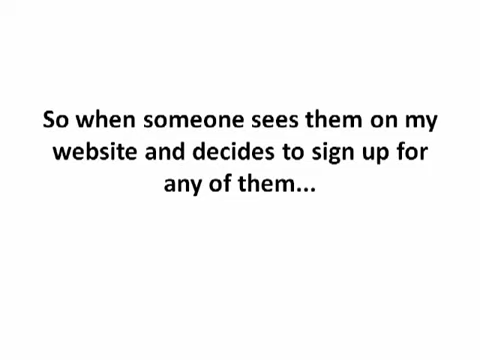 So when someone sees them on my
website and decides to sign up for
any of them...